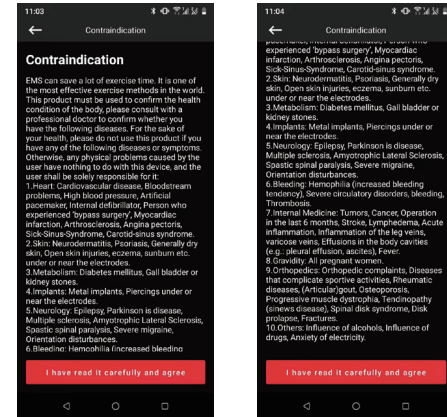 11:03
Contraindication
Contraindication
EMS can save a lot of exercise time. It is one of
the most effective exercise methods in the world.
This product must be used to confirm the health
condition of the body, please consult with a
professional doctor to confirm whether you
have the following diseases. For the sake of
your health, please do not use this product if you
have any of the following diseases or symptoms.
Otherwise, any physical problems caused by the
user have nothing to do with this device, and the
user shall be solely responsible for it:
1.Heart: Cardiovascular disease, Bloodstream
problems, High blood pressure, Artificial
pacemaker, Internal defibrillator, Person who
experienced 'bypass surgery', Myocardiac
infarction, Arthrosclerosis, Angina pectoris,
Sick-Sinus-Syndrome, Carotid-sinus syndrome.
2.Skin: Neurodermatitis, Psoriasis, Generally dry
skin, Open skin injuries, eczema, sunburn etc.
under or near the electrodes.
3.Metabolism: Diabetes mellitus, Gall bladder or
kidney stones.
4.Implants: Metal implants, Piercings under or
near the electrodes.
5.Neurology: Epilepsy, Parkinson is disease,
Multiple sclerosis, Amyotrophic Lateral Sclerosis,
Spastic spinal paralysis, Severe migraine,
Orientation disturbances.
6.Bleeding: Hemophilia (increased bleeding
I have read it carefully and agree
11:04
Contraindication
pacemaker, Internal defibrillator, Person who
experienced 'bypass surgery', Myocardiac
infarction, Arthrosclerosis, Angina pectoris,
Sick-Sinus-Syndrome, Carotid-sinus syndrome.
2.Skin: Neurodermatitis, Psoriasis, Generally dry
skin, Open skin injuries, eczema, sunburn etc.
under or near the electrodes.
3.Metabolism: Diabetes mellitus, Gall bladder or
kidney stones.
4.Implants: Metal implants, Piercings under or
near the electrodes.
5.Neurology: Epilepsy, Parkinson is disease,
Multiple sclerosis, Amyotrophic Lateral Sclerosis,
Spastic spinal paralysis, Severe migraine,
Orientation disturbances.
6.Bleeding: Hemophilia (increased bleeding
tendency), Severe circulatory disorders, bleeding,
Thrombosis.
7.Internal Medicine: Tumors, Cancer, Operation
in the last 6 months, Stroke, Lymphedema, Acute
inflammation, Inflammation of the leg veins,
varicose veins, Effusions in the body cavities
(e.g.: pleural effusion, ascites), Fever.
8.Gravidity: All pregnant women.
9.Orthopedics: Orthopedic complaints, Diseases
that complicate sportive activities, Rheumatic
diseases, (Articular)gout, Osteoporosis,
Progressive muscle dystrophia, Tendinopathy
(sinews disease), Spinal disk syndrome, Disk
prolapse, Fractures.
10.Others: Influence of alcohols, Influence of
drugs, Anxiety of electricity.
I have read it carefully and agree